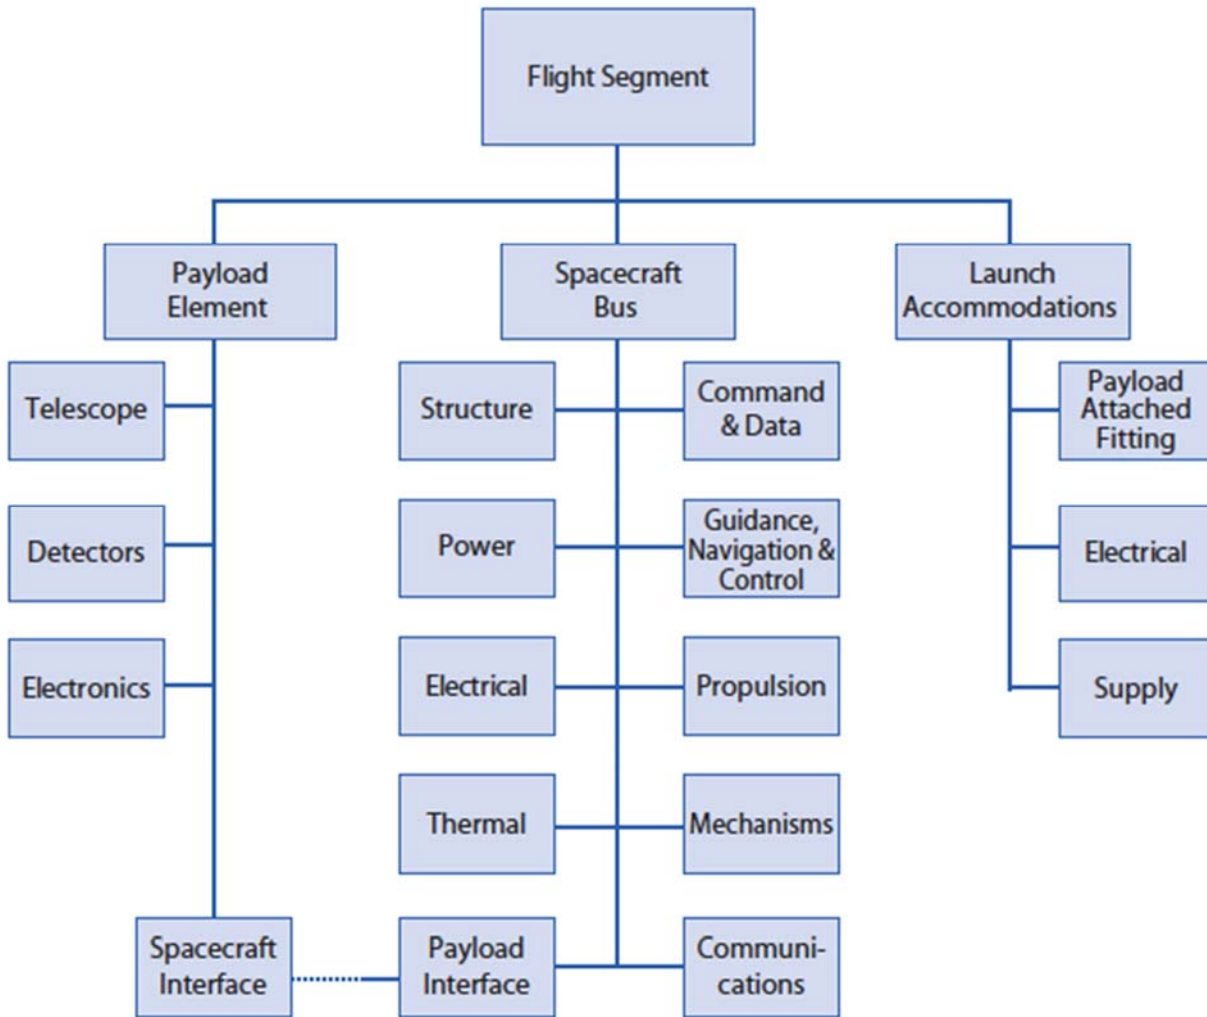 Flight Segment
Payload
Element
Spacecraft
Bus
Launch
Accommodations
Telescope
Structure
Command
& Data
Payload
Attached
Fitting
Detectors
Power
Guidance,
Navigation &
Control
Electrical
Electronics
Electrical
Propulsion
Supply
Thermal
Mechanisms
Spacecraft
Interface
Payload
Interface
Communi-
cations